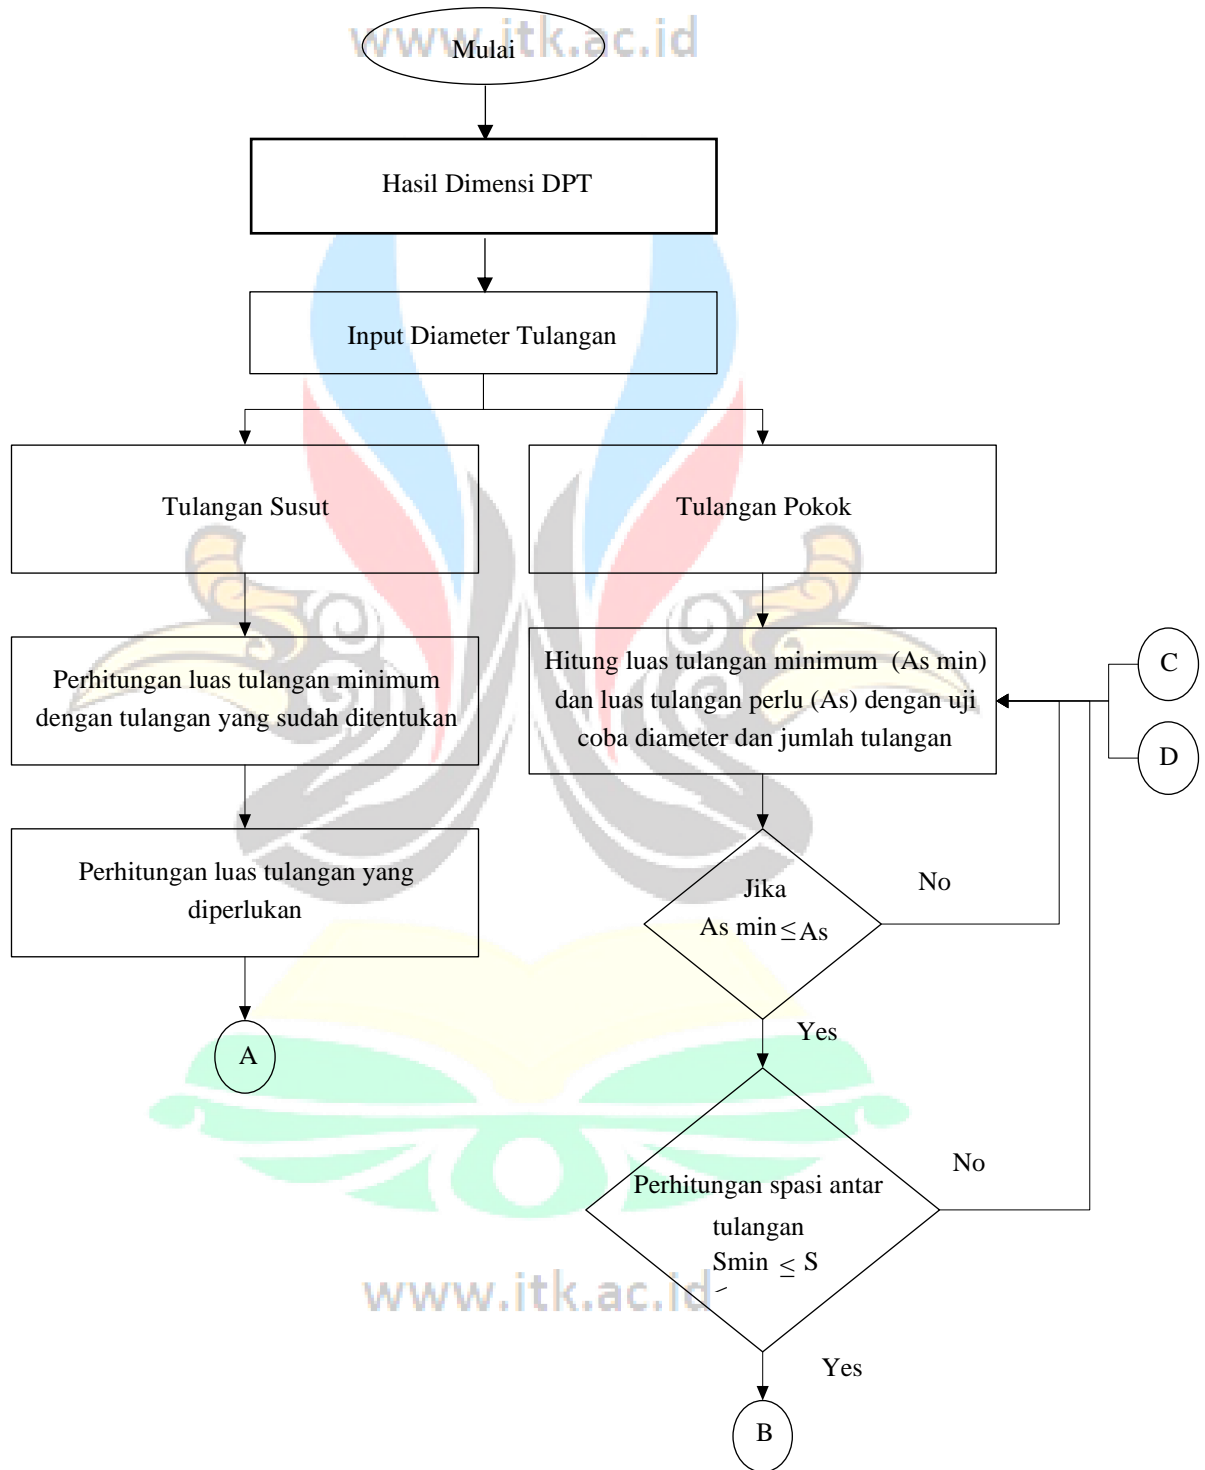 www.itk.ac.id
Mulai
Hasil Dimensi DPT
Input Diameter Tulangan
Tulangan Susut
Tulangan Pokok
Perhitungan luas tulangan minimum
dengan tulangan yang sudah ditentukan
Hitung luas tulangan minimum (As min)
dan luas tulangan perlu (As) dengan uji
coba diameter dan jumlah tulangan
C
D
Perhitungan luas tulangan yang
diperlukan
Jika
As min ≤ As
No
Yes
A
Perhitungan spasi antar
tulangan
Smin ≤ S
No
www.itk.ac.id
Yes
B